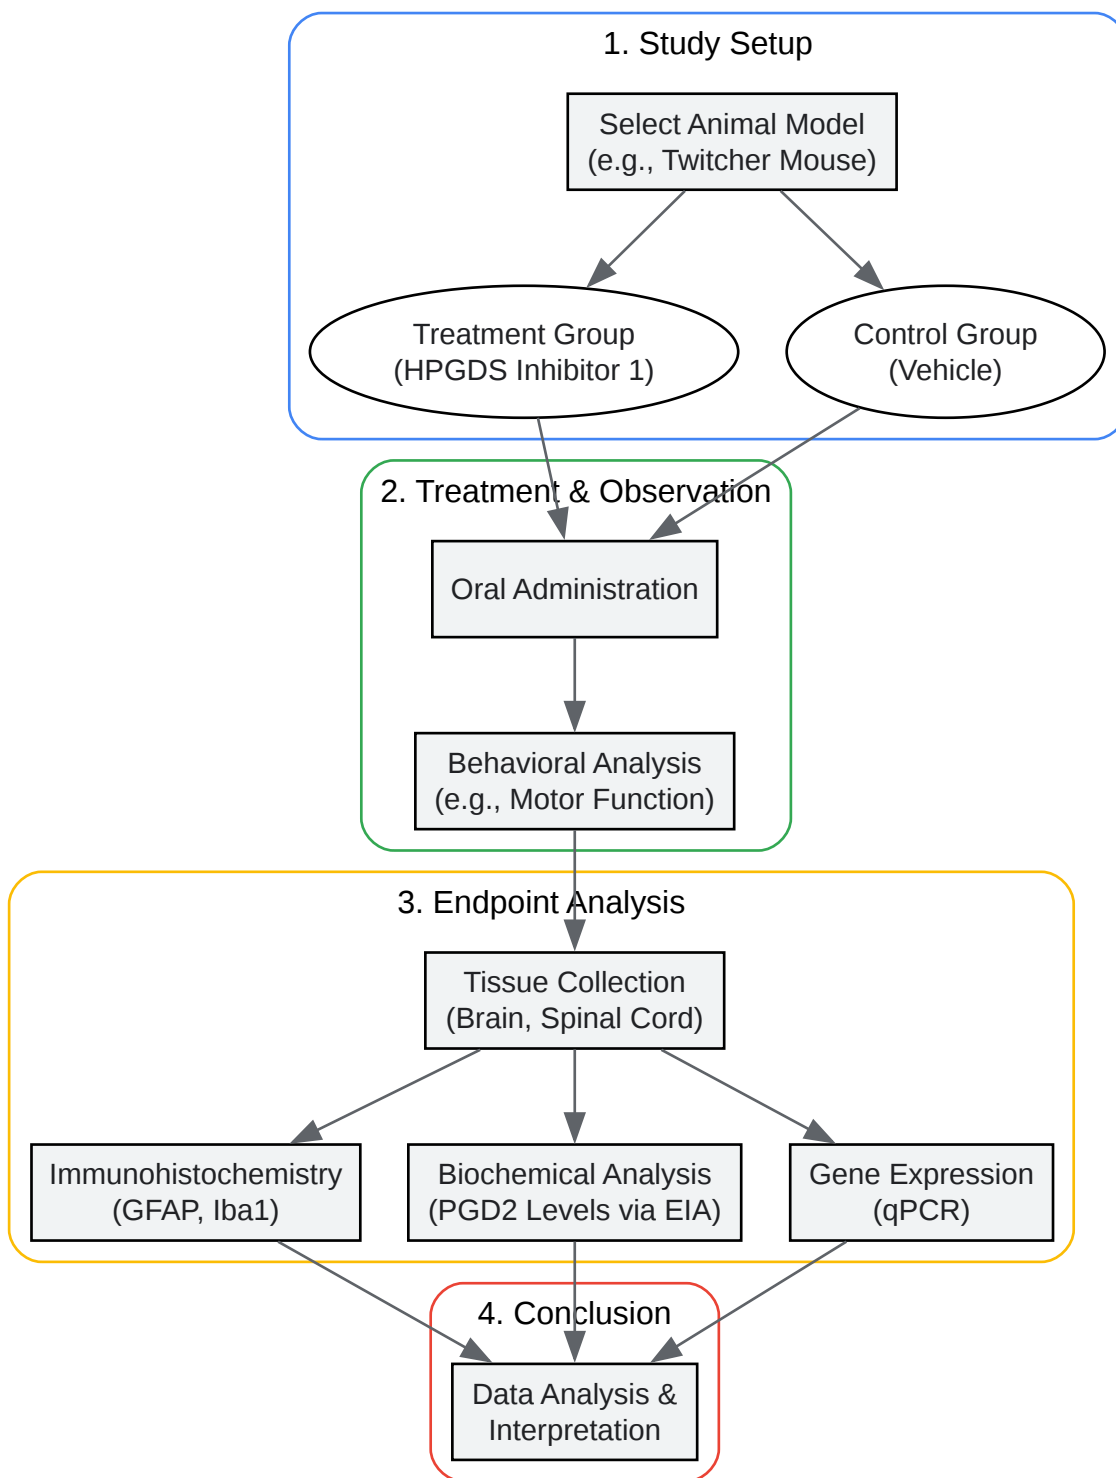 1. Study Setup
Select Animal Model
(e.g., Twitcher Mouse)
Treatment Group
(HPGDS Inhibitor 1)
Control Group
(Vehicle)
2. Treatment & Observation
Oral Administration
Behavioral Analysis
(e.g., Motor Function)
3. Endpoint Analysis
Tissue Collection
(Brain, Spinal Cord)
Immunohistochemistry
(GFAP, Iba1)
Biochemical Analysis
(PGD2 Levels via EIA)
Gene Expression
(qPCR)
4. Conclusion
Data Analysis &
Interpretation